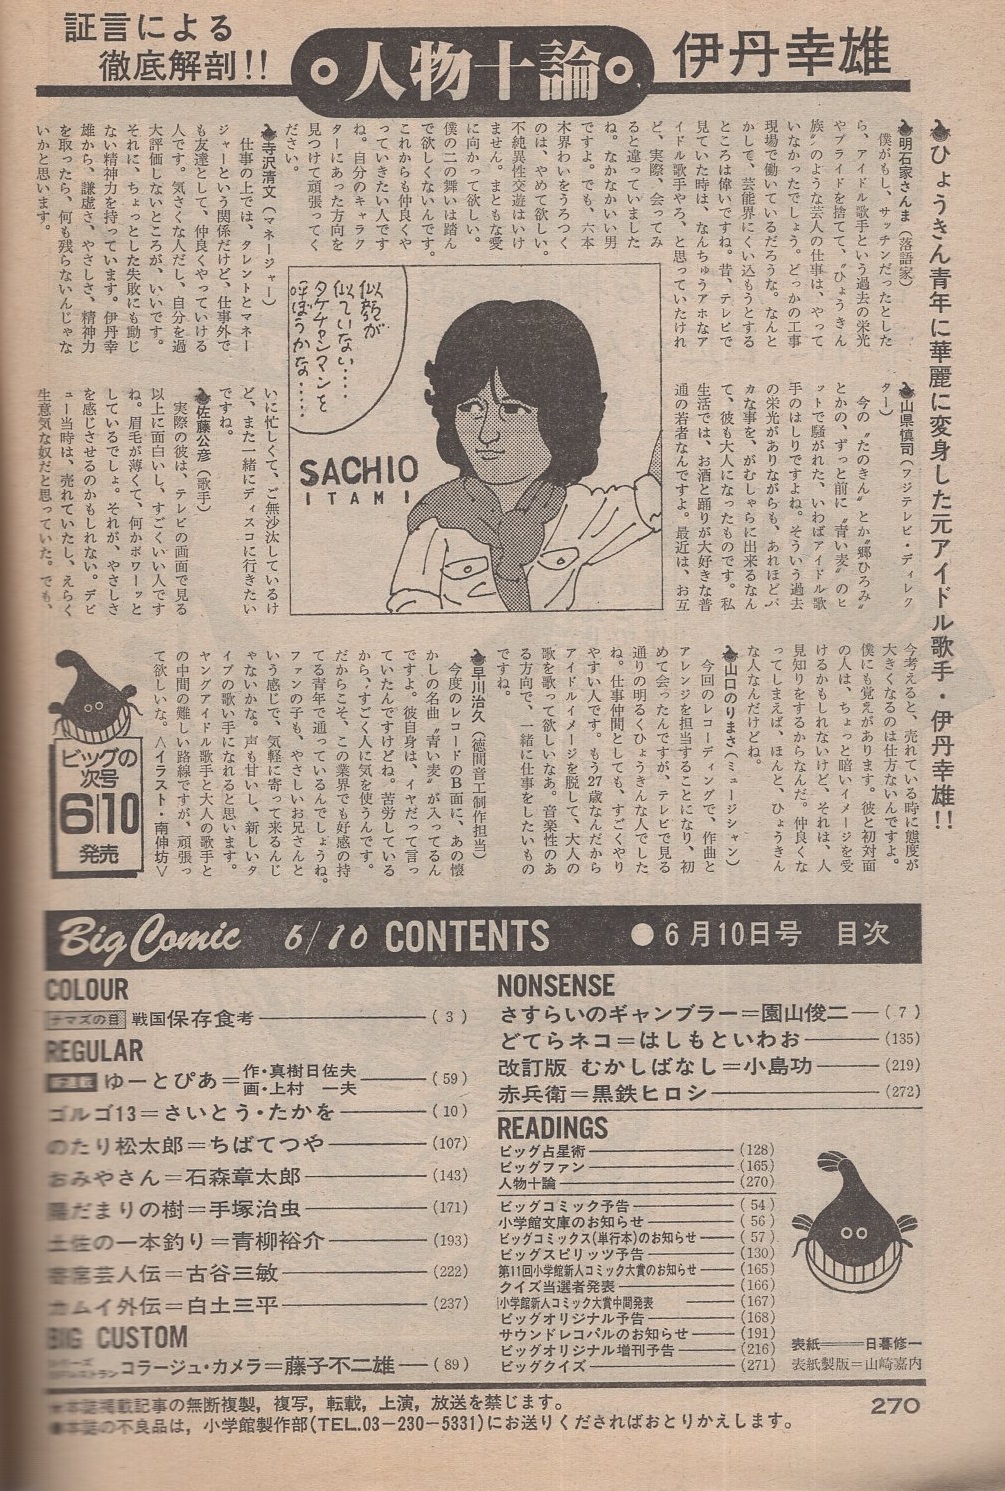 証言による
徹底解剖!!
人物十論
伊丹幸雄
ひょうきん青年に華麗に変身した元アイドル歌手・伊丹幸雄!!
明石家さんま(落語家)
僕がもし、サッチンだったとした
ら、アイドル歌手という過去の栄光
やプライドを捨てて、〝ひょうきん
族〟のような芸人の仕事は、やって
いなかったでしょう。どっかの工事
現場で働いているだろうな。なんと
かして、芸能界にくい込もうとする
ところは偉いですね。昔、テレビで
見ていた時は、なんちゅうアホなア
イドル歌手やろ、と思っていたけれ
ど、実際、会ってみ
ると違っていました
ね。なかなかいい男
ですよ。でも、六本
木界わいをうろつく
のは、やめて欲しい。
不純異性交遊はいけ
ません。まともな愛
に向かって欲しい。
僕の二の舞いは踏ん
で欲しくないんです。
これからも仲良くや
っていきたい人です
ね。自分のキャラク
ターにあった方向を
見つけて頑張ってく
ださい。
寺沢清文(マネージャー)
仕事の上では、タレントとマネー
ジャーという関係だけど、仕事外で
も友達として、仲良くやっていける
人です。気さくな人だし、自分を過
大評価しないところが、いいです。
それに、ちょっとした失敗にも動じ
ない精神力を持っています。伊丹幸
雄から、謙虚さ、やさしさ、精神力
を取ったら、何も残らないんじゃな
いかと思います。
山県慎司(フジテレビ・ディレク
ター)
今の〝たのきん〟とか〝郷ひろみ〟
とかの、ずっと前に〝青い麦〟のヒ
ットで騒がれた、いわばアイドル歌
手のはしりですよね。そういう過去
の栄光がありながらも、あれほどバ
カな事を、がむしゃらに出来るなん
て、彼も大人になったものです。私
生活では、お酒と踊りが大好きな普
通の若者なんですよ。最近は、お互
いに忙しくて、ご無沙汰しているけ
ど、また一緒にディスコに行きたい
ですね。
佐藤公彦(歌手)
実際の彼は、テレビの画面で見る
以上に面白いし、すごくいい人です
ね。眉毛が薄くて、何かポワーッと
しているでしょ。それが、やさしさ
を感じさせるのかもしれない。デビ
ュー当時は、売れていたし、えらく
生意気な奴だと思っていた。でも、
今考えると、売れている時に態度が
大きくなるのは仕方ないんですよ。
僕にも覚えがあります。彼と初対面
の人は、ちょっと暗いイメージを受
けるかもしれないけど、それは、人
見知りをするからなんだ。仲良くな
ってしまえば、ほんと、ひょうきん
な人なんだけどね。
山口のりまさ(ミュージシャン)
今回のレコーディングで、作曲と
アレンジを担当することになり、初
めて会ったんですが、テレビで見る
通りの明るくひょうきんな人でした
ね。仕事仲間としても、すごくやり
やすい人です。もう27歳なんだから
アイドルイメージを脱して、大人の
歌を歌って欲しいなあ。音楽性のあ
る方向で、一緒に仕事をしたいもの
ですね。
早川治久(徳間音工制作担当)
今度のレコードのB面に、あの懐
かしの名曲〝青い麦〟が入ってるん
ですよ。彼自身は、イヤだって言っ
ていたんですけどね。苦労している
から、すごく人に気を使うんです。
だからこそ、この業界でも好感の持
てる青年で通っているんでしょうね。
ファンの子も、やさしいお兄さんと
いう感じで、気軽に寄って来るんじ
ゃないかな。声も甘いし、新しいタ
イプの歌い手になれると思います。
ヤングアイドル歌手と大人の歌手と
の中間の難しい路線ですが、頑張っ
て欲しいな。〈イラスト・南伸坊〉
似顔が
似ていない‥‥
タケチャンマンを
呼ぼうかな‥‥
SACHIO
ITAMI
ビッグの
次号
6/10
発売
Big Comic 6/10 CONTENTS ●6月10日号 目次
COLOUR
ナマズの目 戦国保存食考 (3)
REGULAR
新連載 ゆーとぴあ=作・真樹日佐夫
画・上村一夫 (59)
ゴルゴ13=さいとう・たかを (10)
のたり松太郎=ちばてつや (107)
おみやさん=石森章太郎 (143)
陽だまりの樹=手塚治虫 (171)
土佐の一本釣り=青柳裕介 (193)
寄席芸人伝=古谷三敏 (222)
カムイ外伝=白土三平 (237)
BIG CUSTOM
コラージュ・カメラ=藤子不二雄 (89)
NONSENSE
さすらいのギャンブラー=園山俊二 (7)
どてらネコ=はしもといわお (135)
改訂版 むかしばなし=小島功 (219)
赤兵衛=黒鉄ヒロシ (272)
READINGS
ビッグ占星術 (128)
ビッグファン (165)
人物十論 (270)
ビッグコミック予告 (54)
小学館文庫のお知らせ (56)
ビッグコミックス(単行本)のお知らせ (57)
ビッグスピリッツ予告 (130)
第11回小学館新人コミック大賞のお知らせ (165)
クイズ当選者発表 (166)
小学館新人コミック大賞中間発表 (167)
ビッグオリジナル予告 (168)
サウンドレコパルのお知らせ (191)
ビッグオリジナル増刊予告 (216)
ビッグクイズ (271)
表紙――日暮修一
表紙製版=山崎嘉内
★本誌掲載記事の無断複製,複写,転載,上演,放送を禁じます。
●本誌の不良品は,小学館製作部(TEL.03-230-5331)にお送りくださればおとりかえします。
270